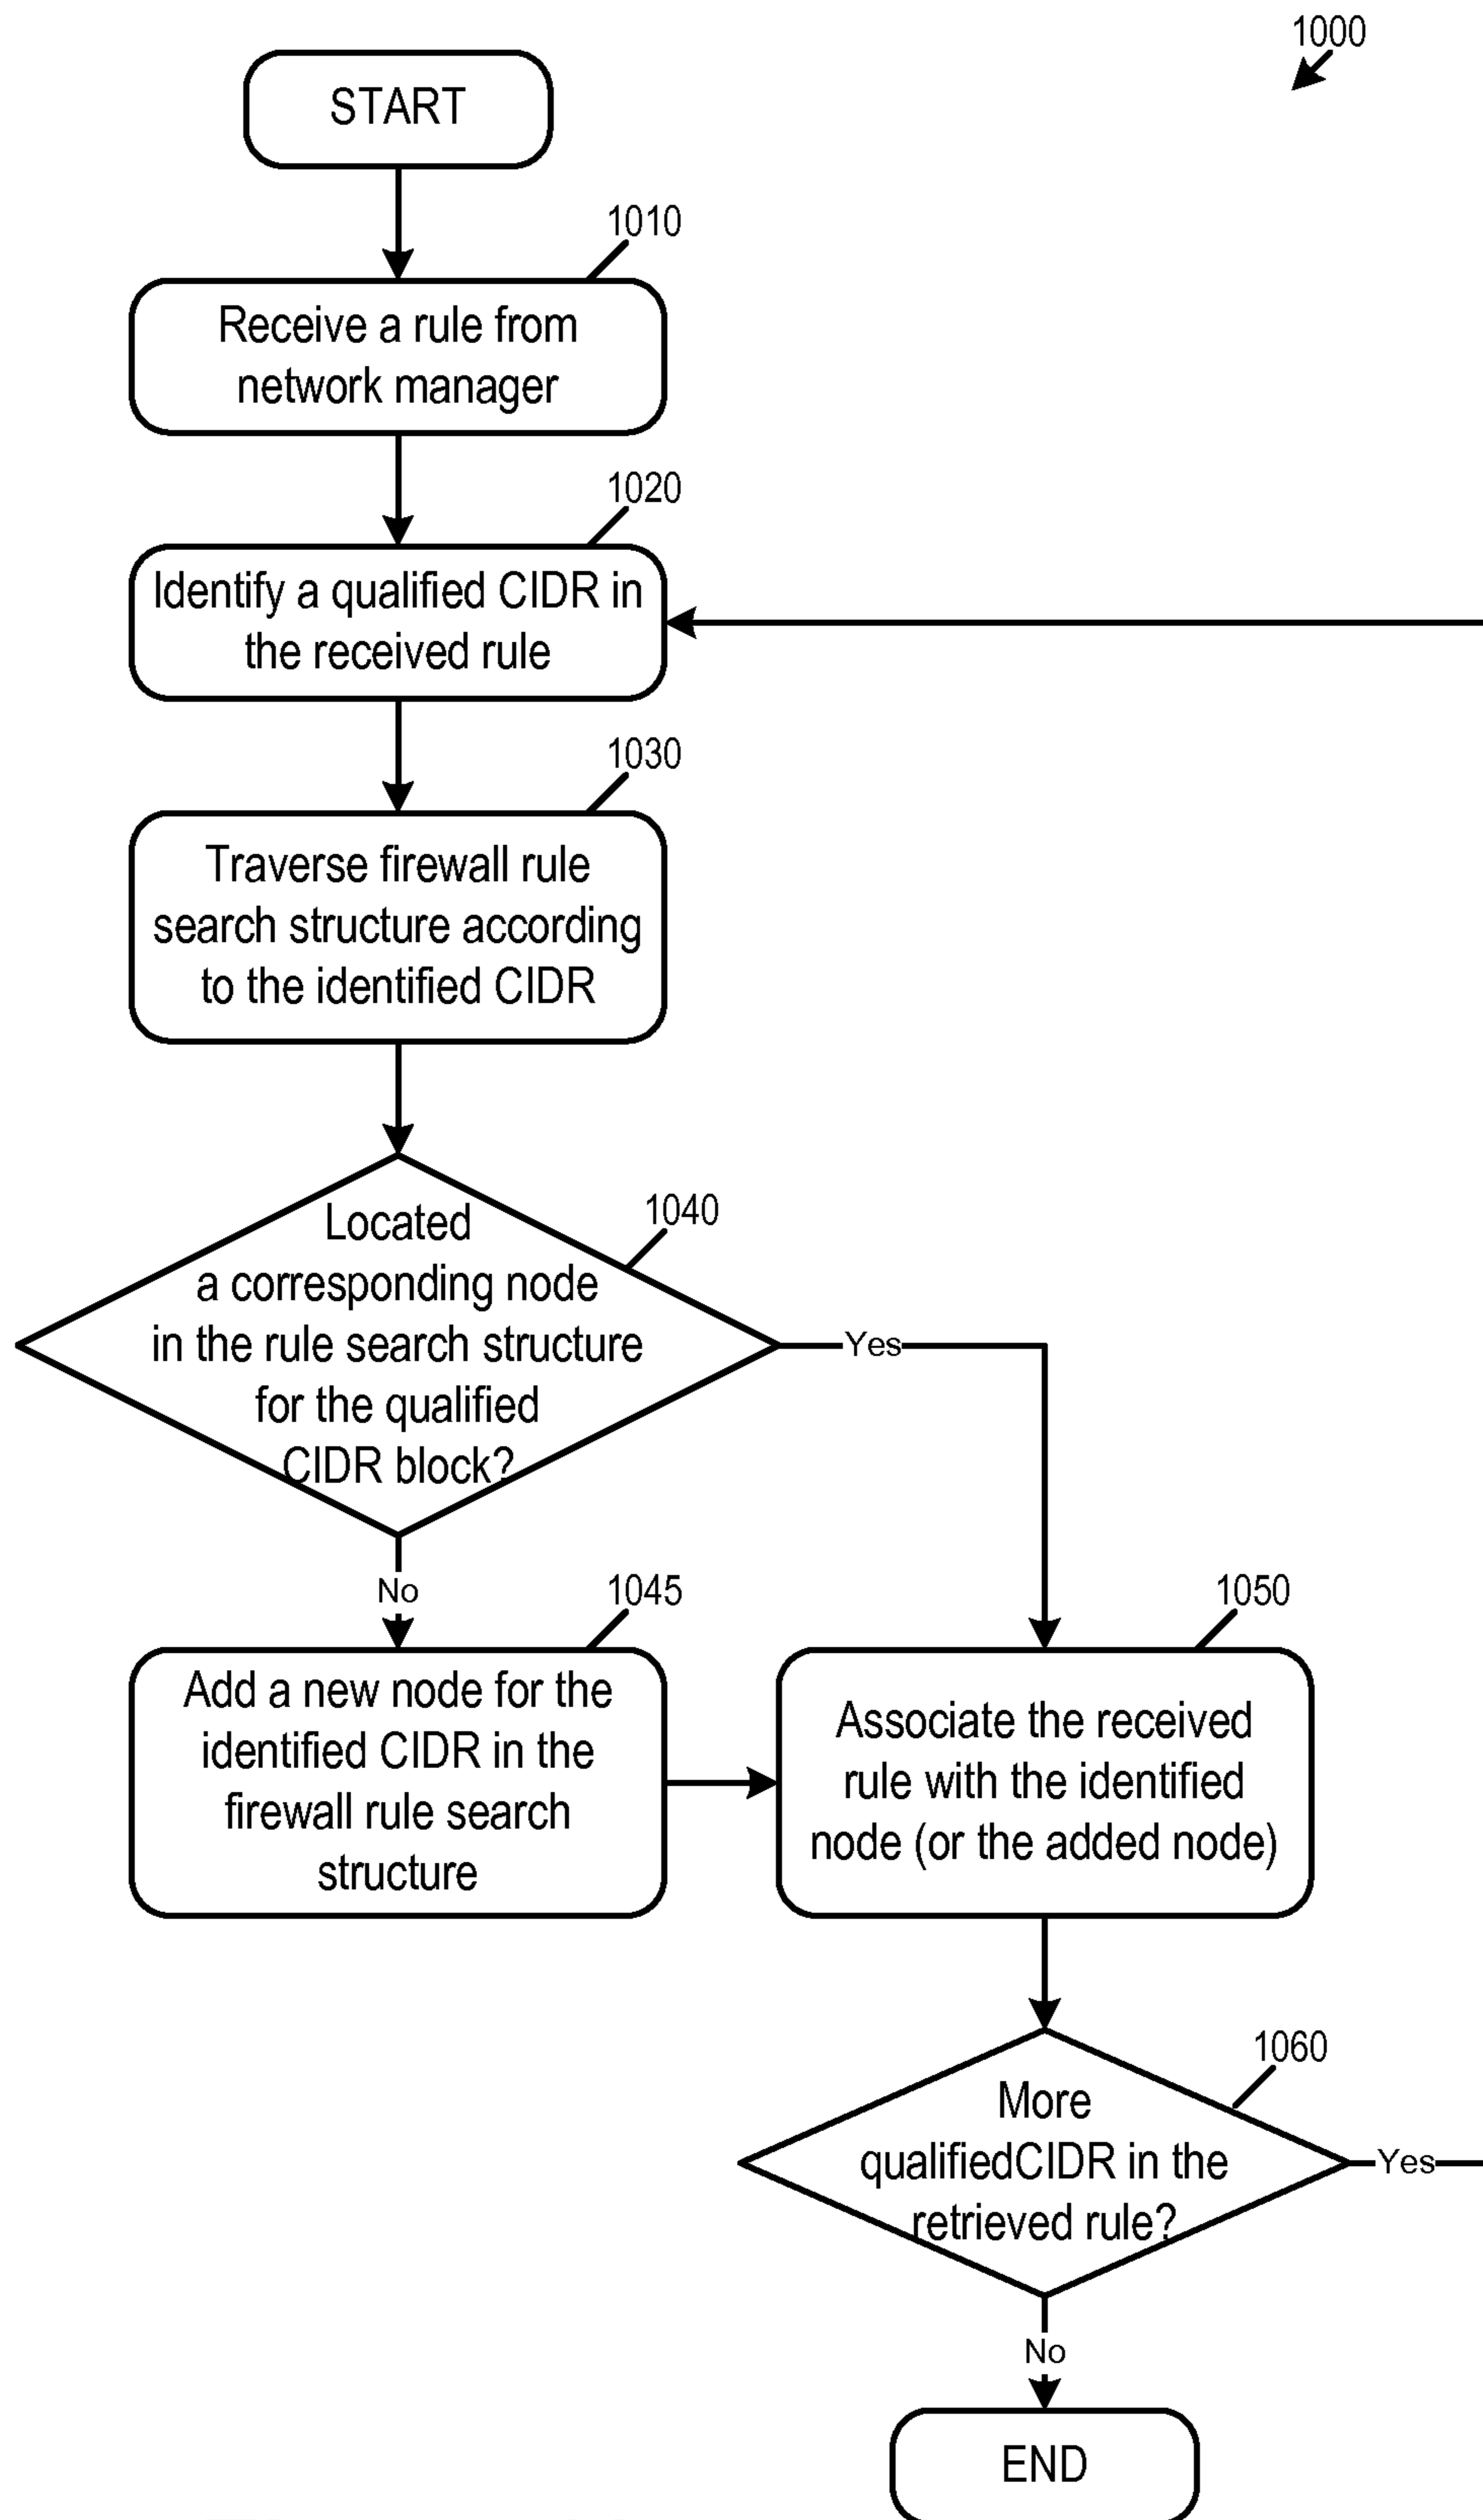 1000
START
1010
Receive a rule from
network manager
1020
Identify a qualified CIDR in
the received rule
1030
Traverse firewall rule
search structure according
to the identified CIDR
1040
Located
a corresponding node
in the rule search structure
for the qualified
CIDR block?
Yes
No
1045
Add a new node for the
identified CIDR in the
firewall rule search
structure
1050
Associate the received
rule with the identified
node (or the added node)
1060
More
qualifiedCIDR in the
retrieved rule?
Yes
No
END